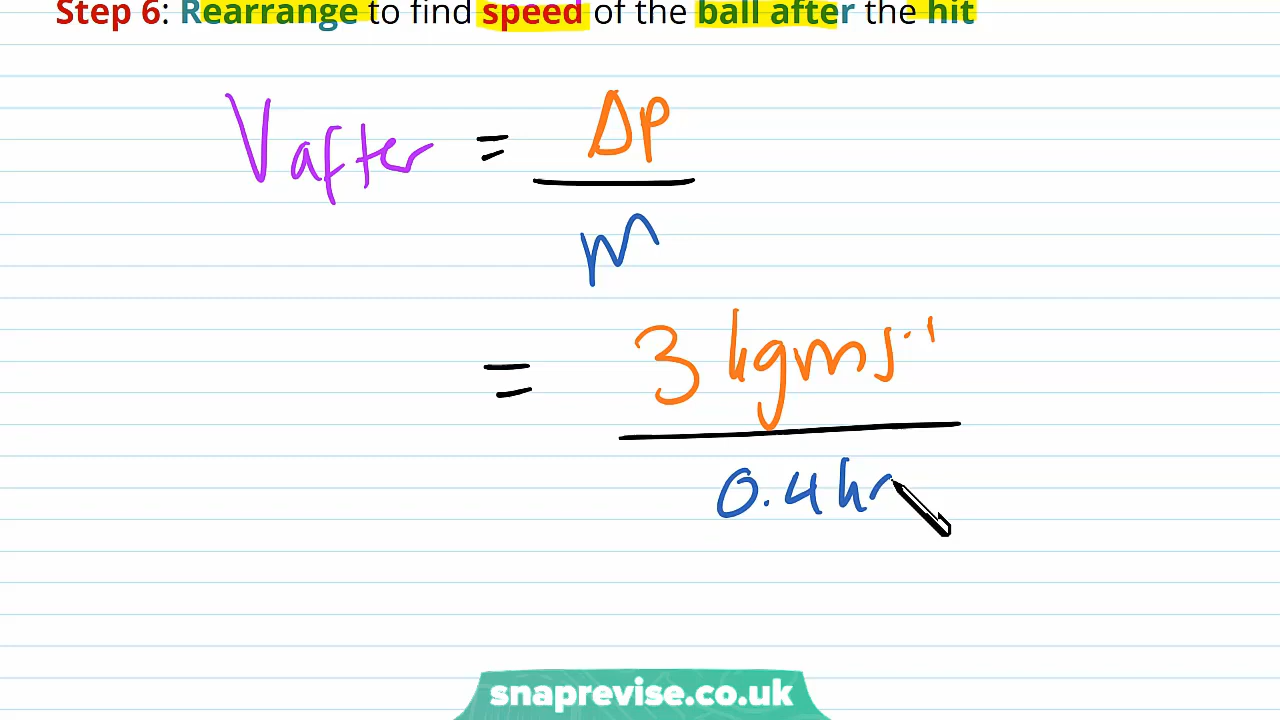 Step 6: Rearrange to find speed of the ball after the hit
Vafter = Δp
m
= 3 kgms⁻¹
0.4 k
snaprevise.co.uk